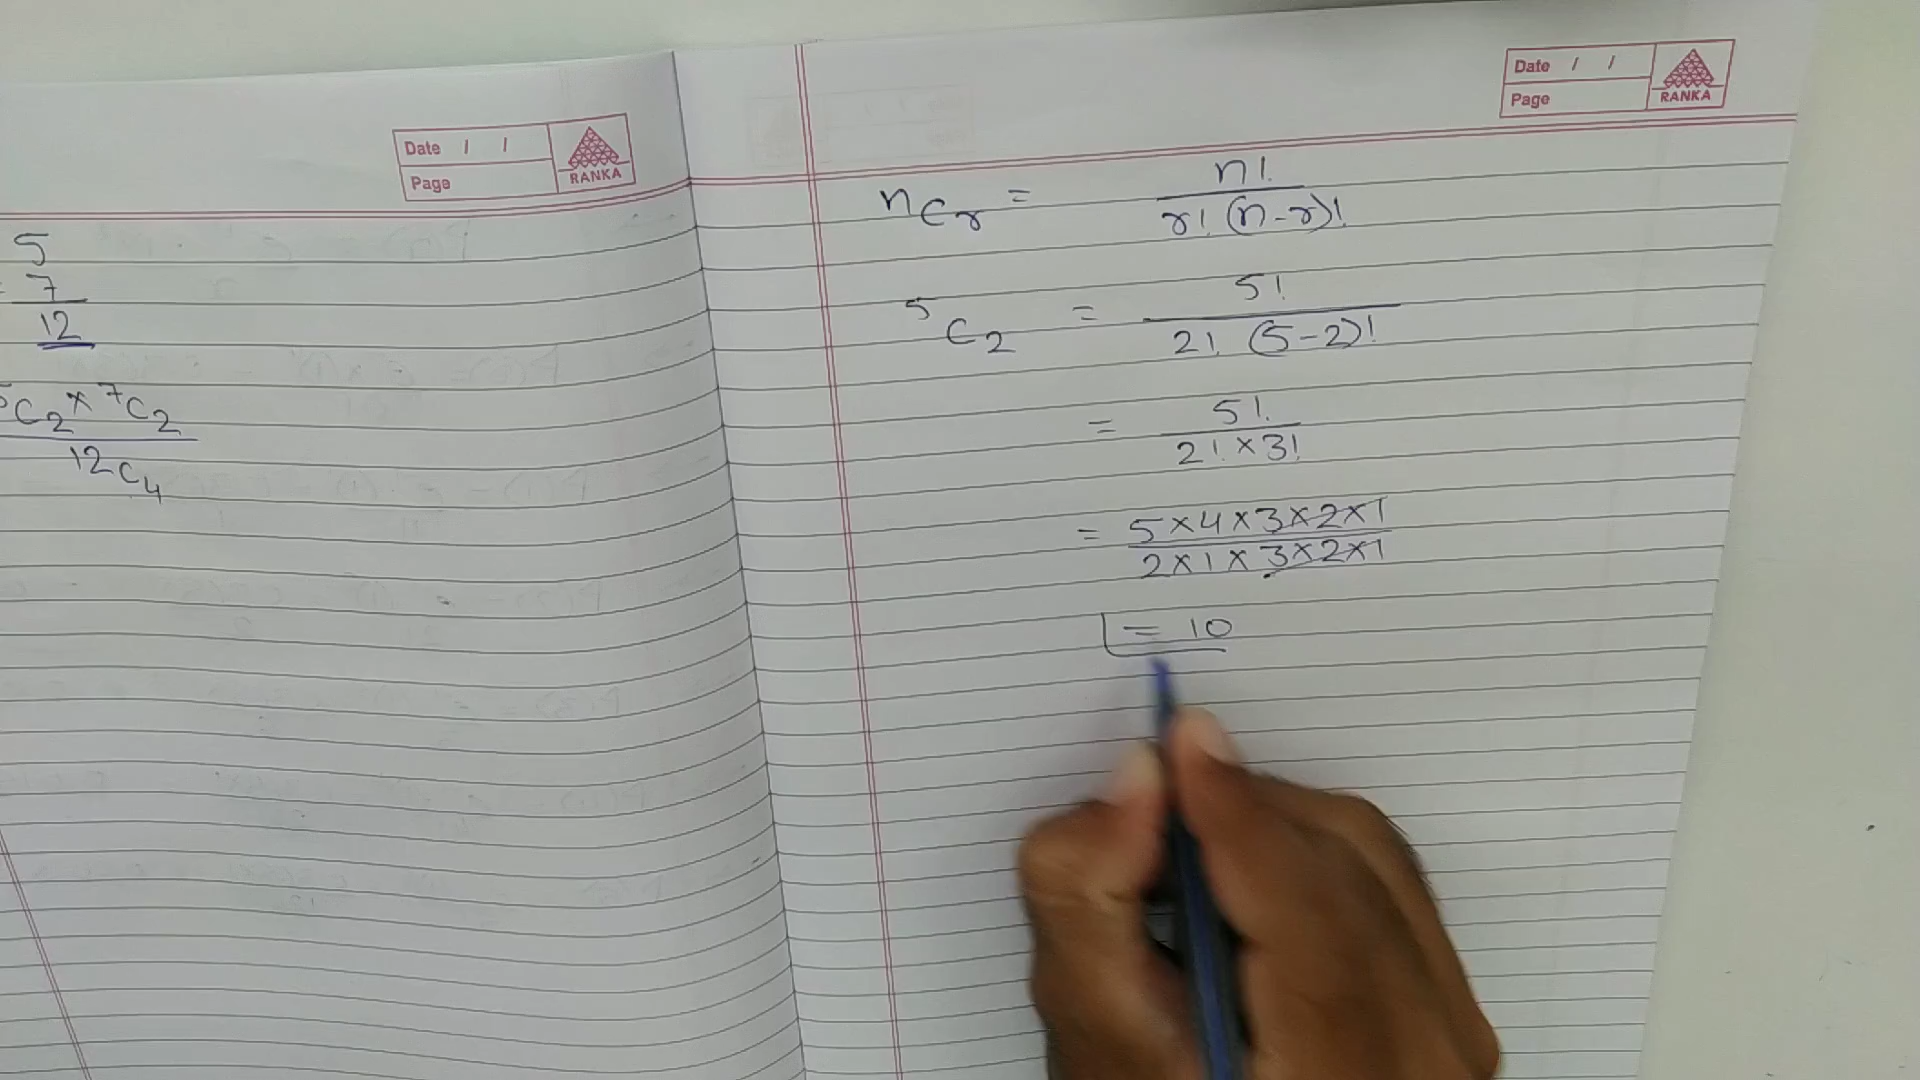 Date / /
Page
RANKA
5
7
12
5C2 × 7C2
12C4
Date / /
Page
RANKA
nCr = n! / r! (n-r)!
5C2 = 5! / 2! (5-2)!
= 5! / 2! × 3!
= 5×4×3×2×1 / 2×1×3×2×1
= 10